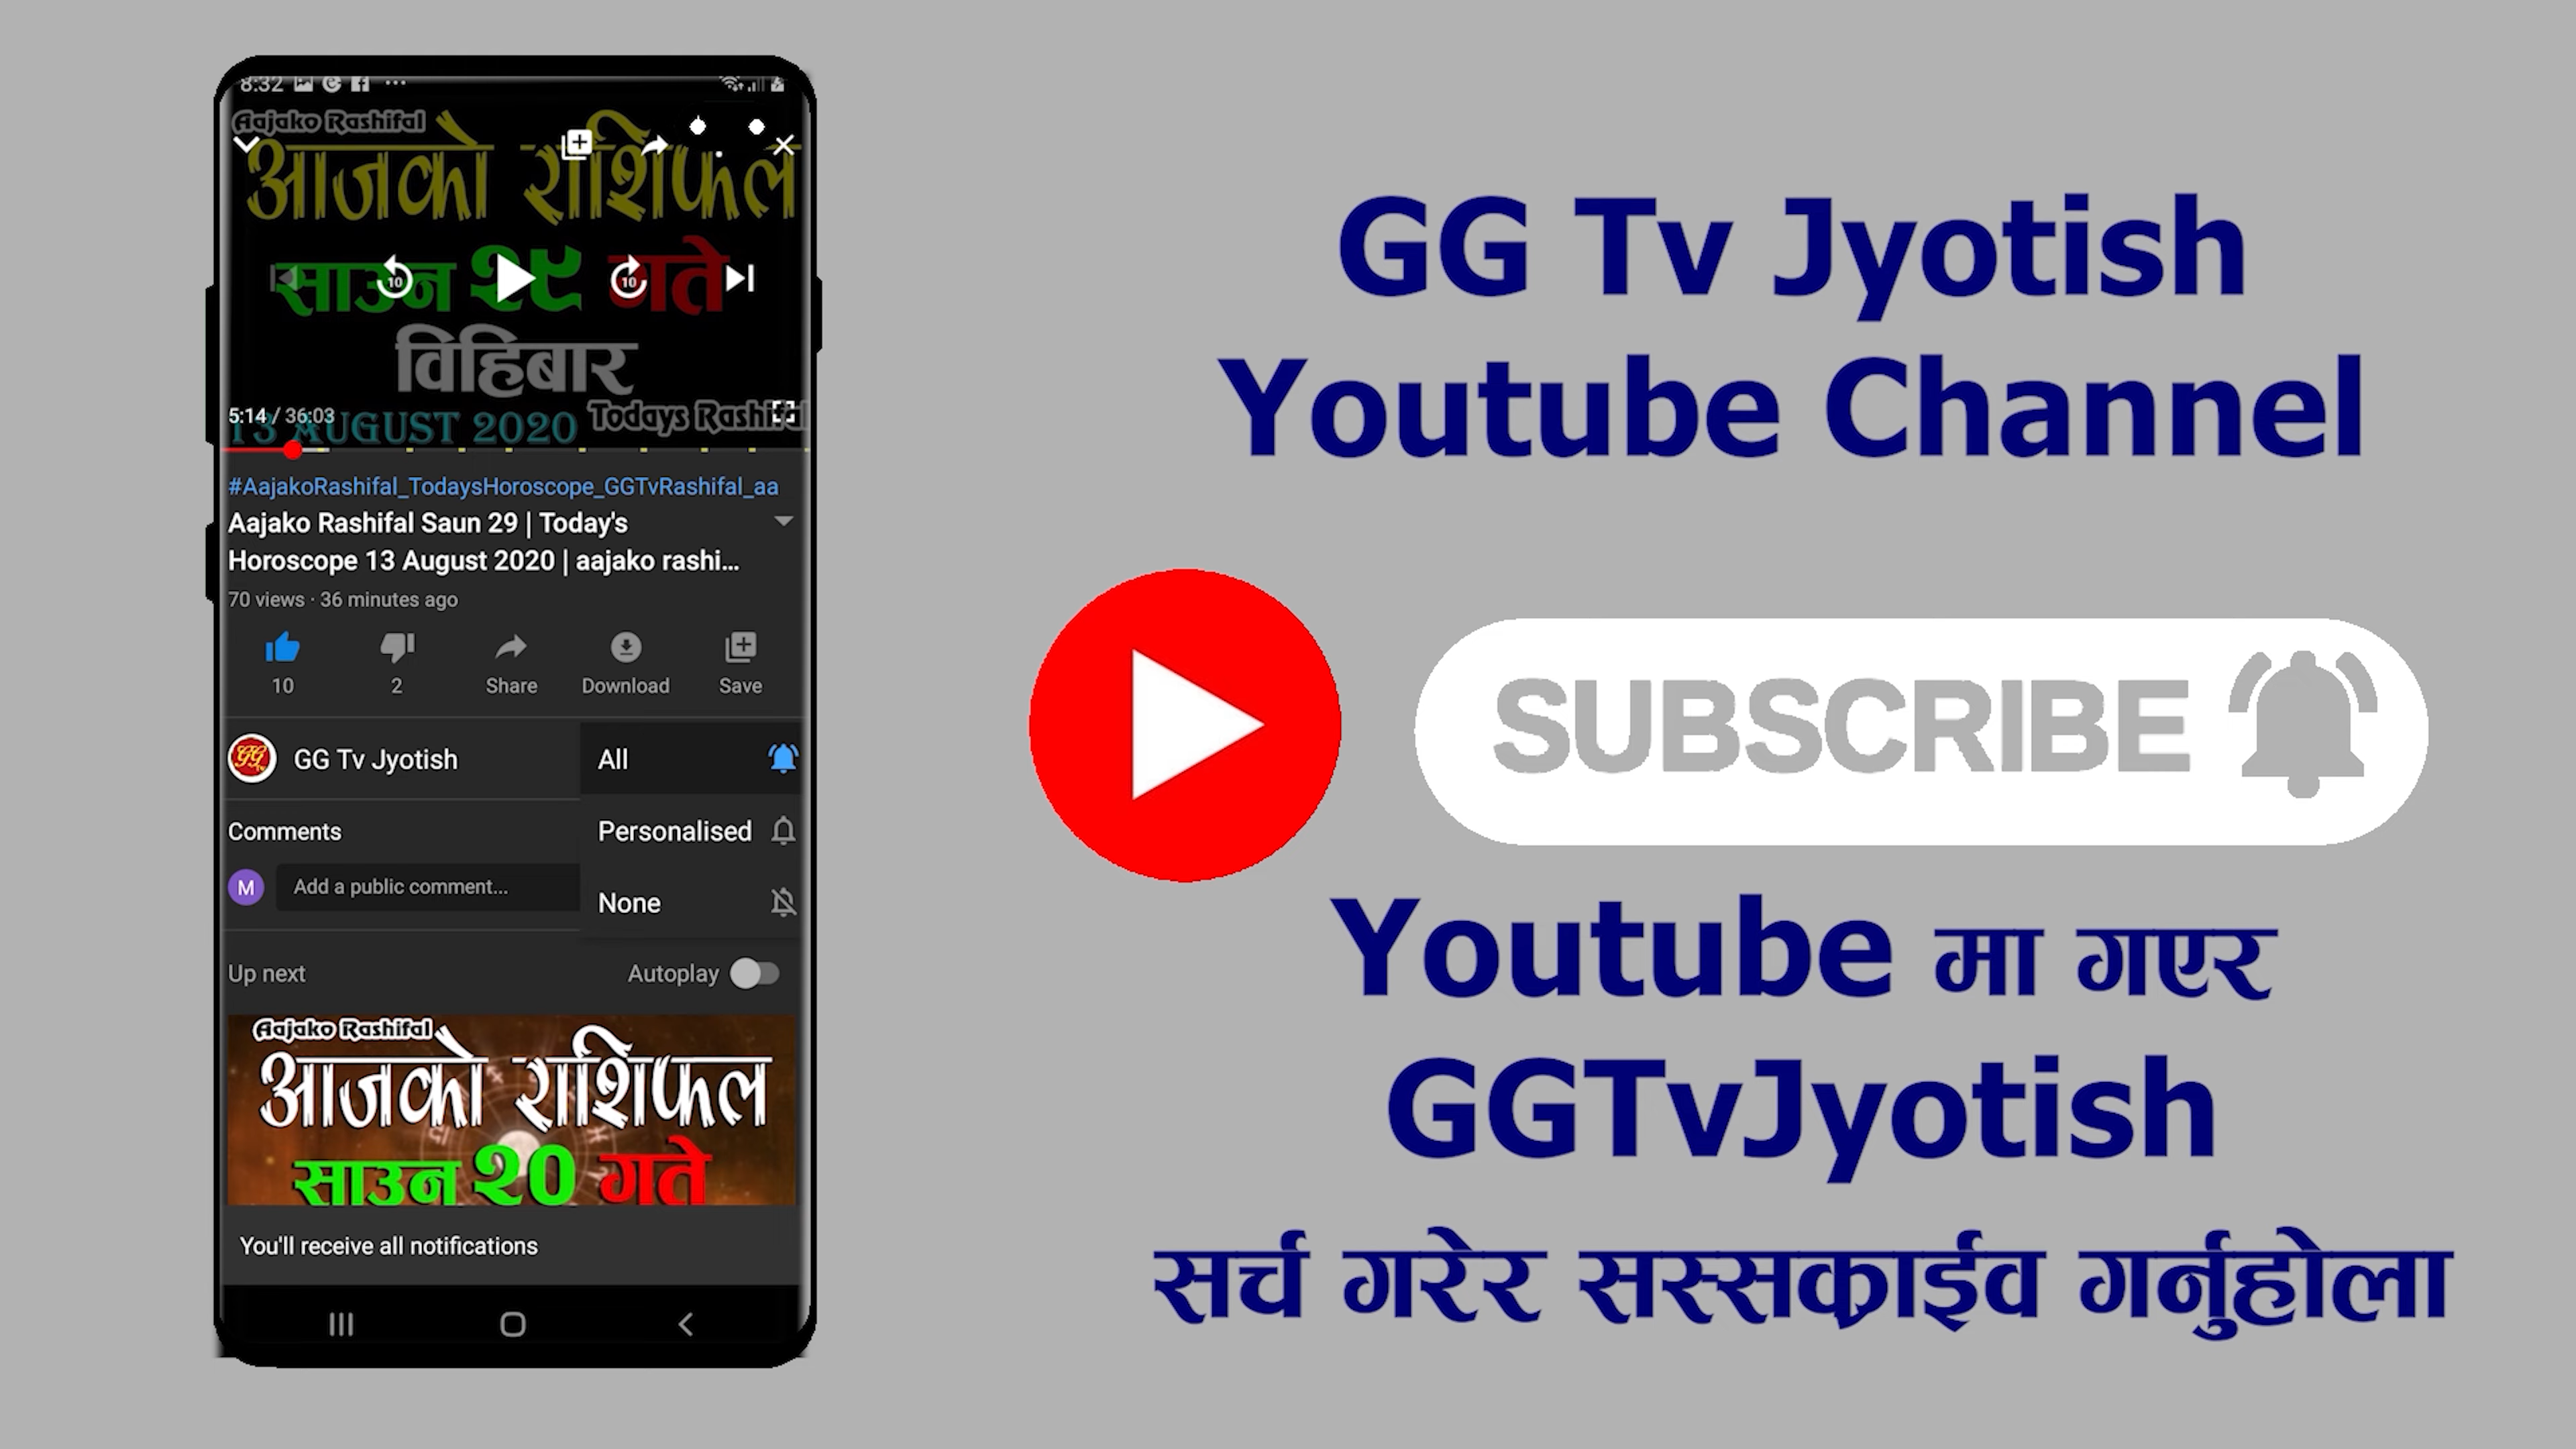 8:32
Aajako Rashifal
आजको राशिफल
साउन २९ गते
10
10
विहिबार
5:14 / 36:03
13 AUGUST 2020
Todays Rashifal
#AajakoRashifal_TodaysHoroscope_GGTvRashifal_aa
Aajako Rashifal Saun 29 | Today's
Horoscope 13 August 2020 | aajako rashi...
70 views · 36 minutes ago
10
2
Share
Download
Save
GG Tv Jyotish
All
Comments
Personalised
M
Add a public comment...
None
Up next
Autoplay
Aajako Rashifal
आजको राशिफल
साउन २० गते
You'll receive all notifications
GG Tv Jyotish
Youtube Channel
SUBSCRIBE
Youtube मा गएर
GGTvJyotish
सर्च गरेर सस्सक्राईव गर्नुहोला